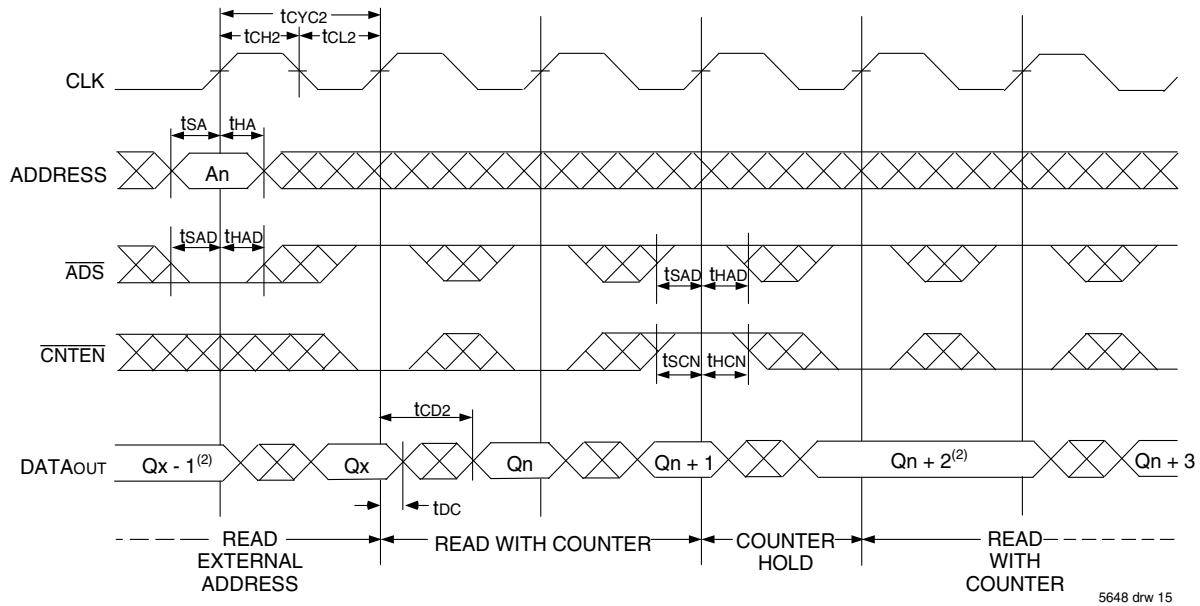 tCYC2
tCH2 tCL2
CLK
tSA tHA
ADDRESS An
tSAD tHAD
ADS tSAD tHAD
CNTEN
tSCN tHCN
tCD2
DATAOUT Qx - 1(2) Qx Qn Qn + 1 Qn + 2(2) Qn + 3
tDC
READ EXTERNAL ADDRESS
READ WITH COUNTER
COUNTER HOLD
READ WITH COUNTER
5648 drw 15